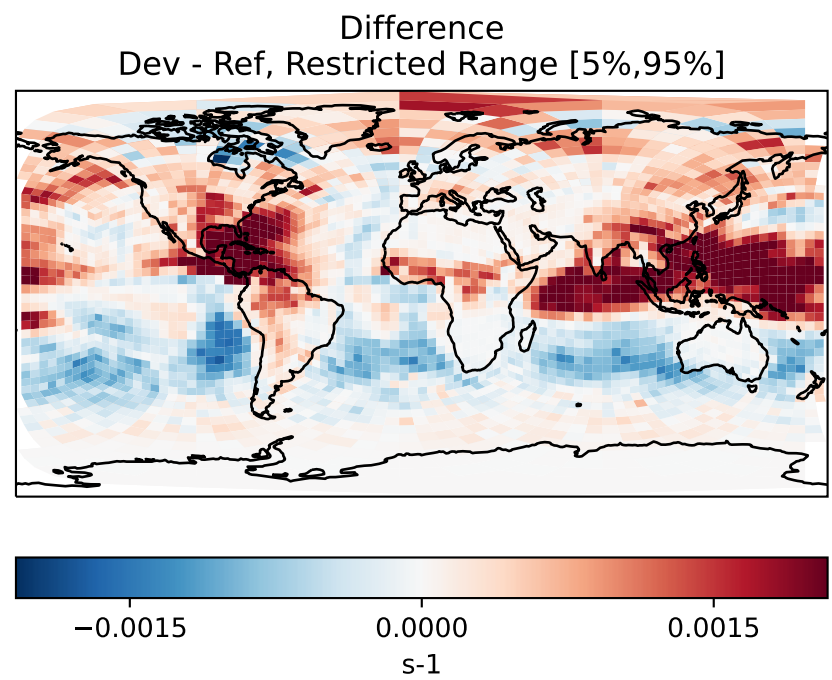 Difference
Dev - Ref, Restricted Range [5%,95%]
−0.0015 0.0000 0.0015
s-1